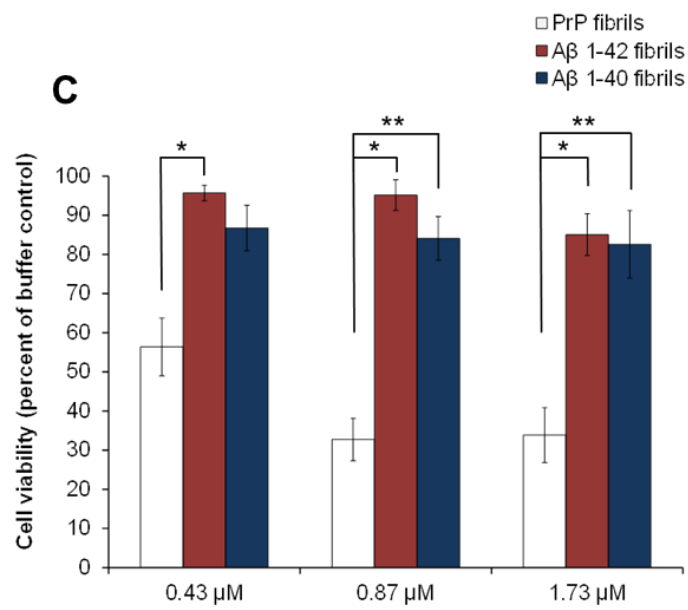 PrP fibrils
Aβ 1-42 fibrils
Aβ 1-40 fibrils
C
** **
* * *
Cell viability (percent of buffer control)
100
90
80
70
60
50
40
30
20
10
0
0.43 μM 0.87 μM 1.73 μM